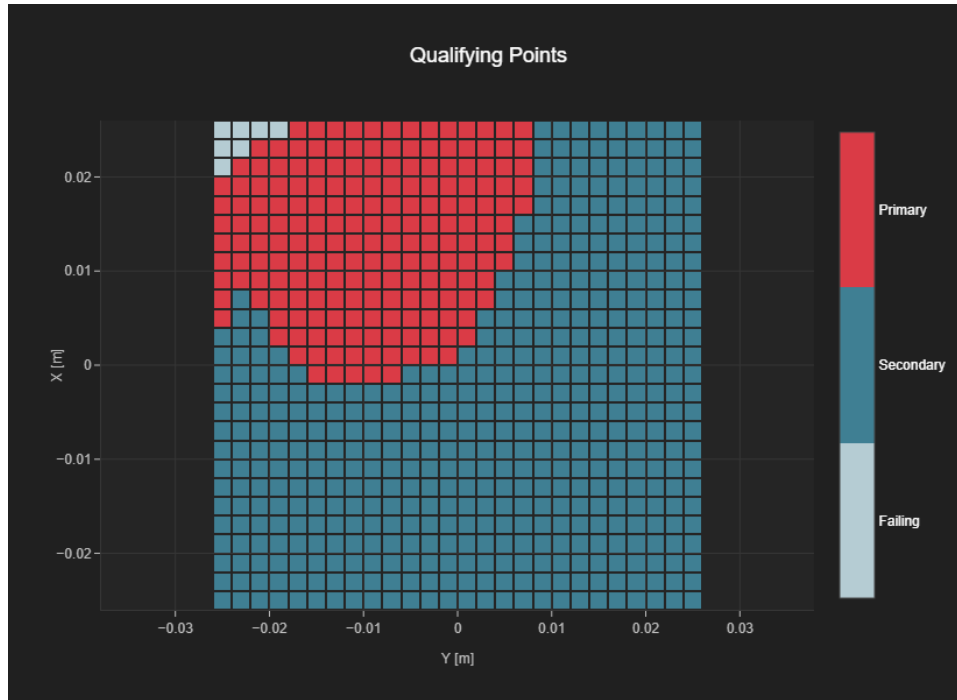 Qualifying Points
0.02
0.01
0
−0.01
−0.02
X [m]
−0.03 −0.02 −0.01 0 0.01 0.02 0.03
Y [m]
Primary
Secondary
Failing